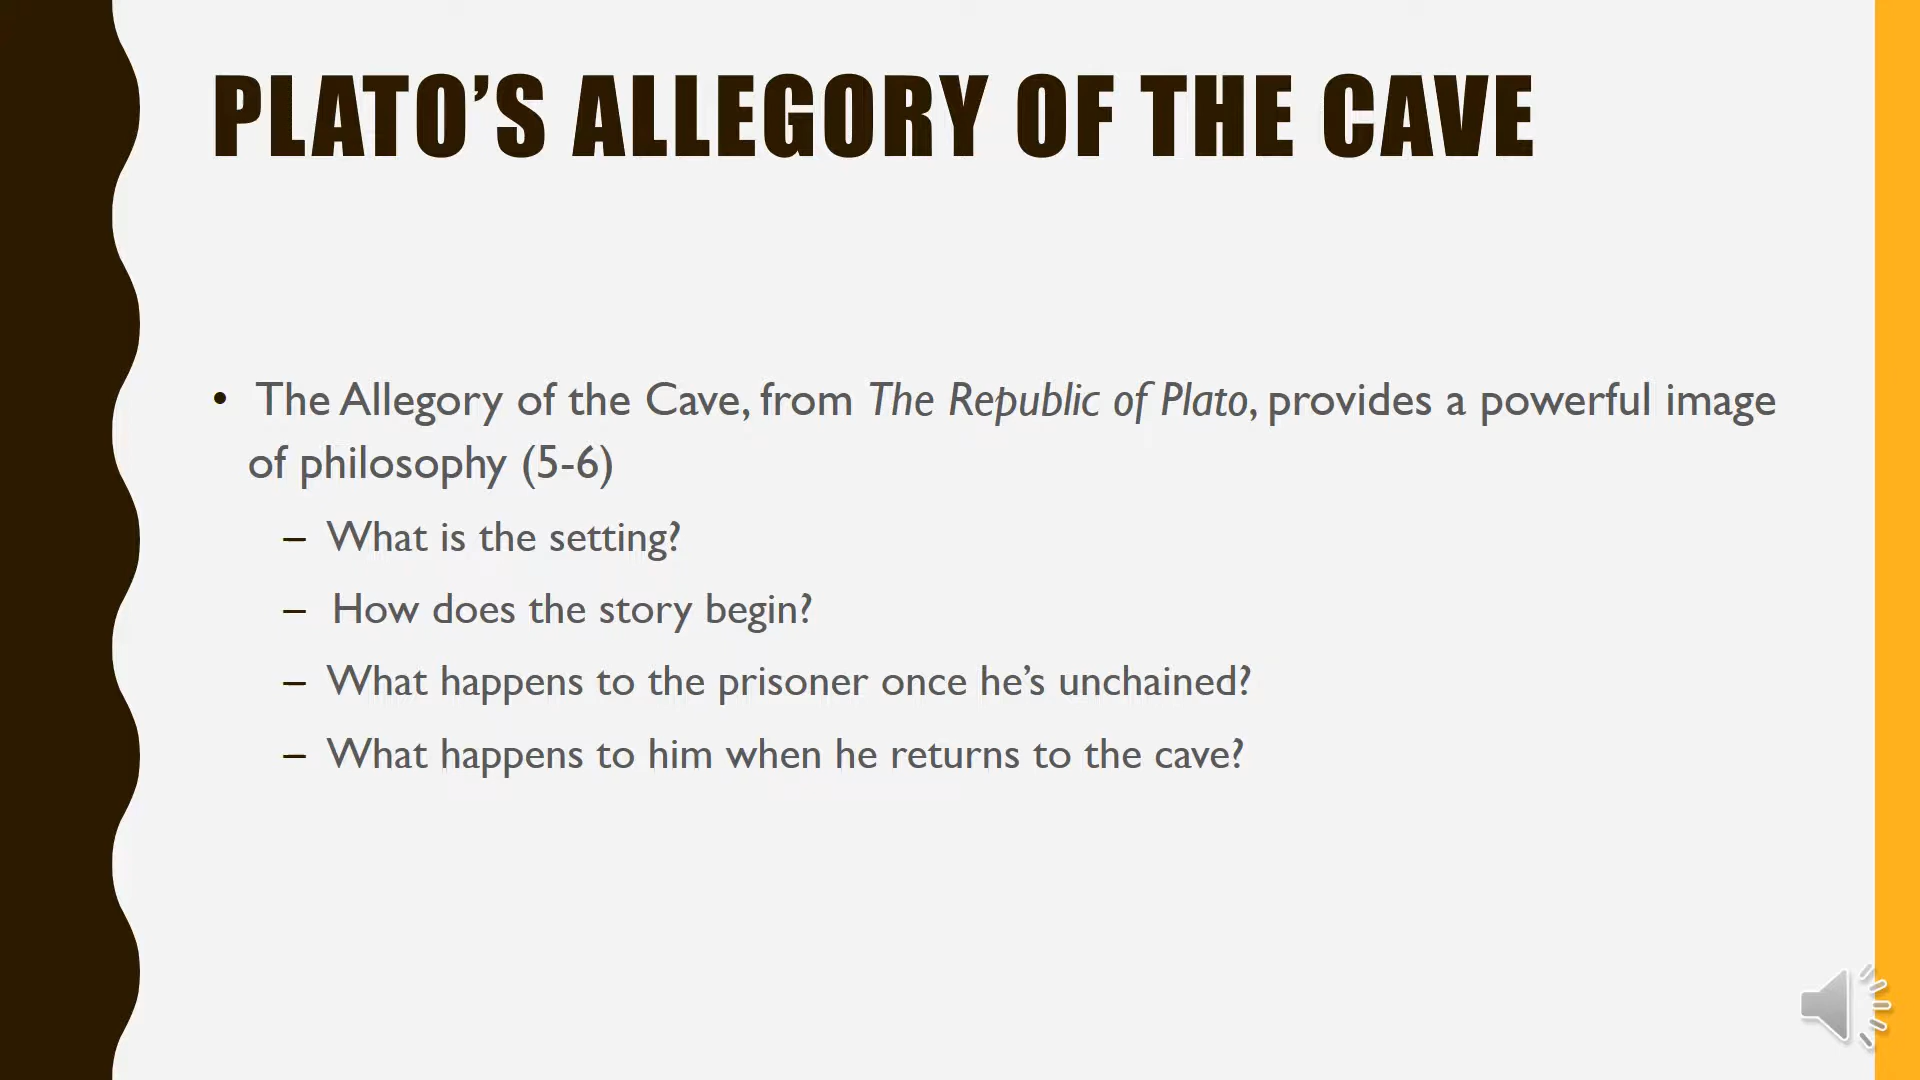 PLATO’S ALLEGORY OF THE CAVE
• The Allegory of the Cave, from The Republic of Plato, provides a powerful image
of philosophy (5-6)
– What is the setting?
– How does the story begin?
– What happens to the prisoner once he’s unchained?
– What happens to him when he returns to the cave?